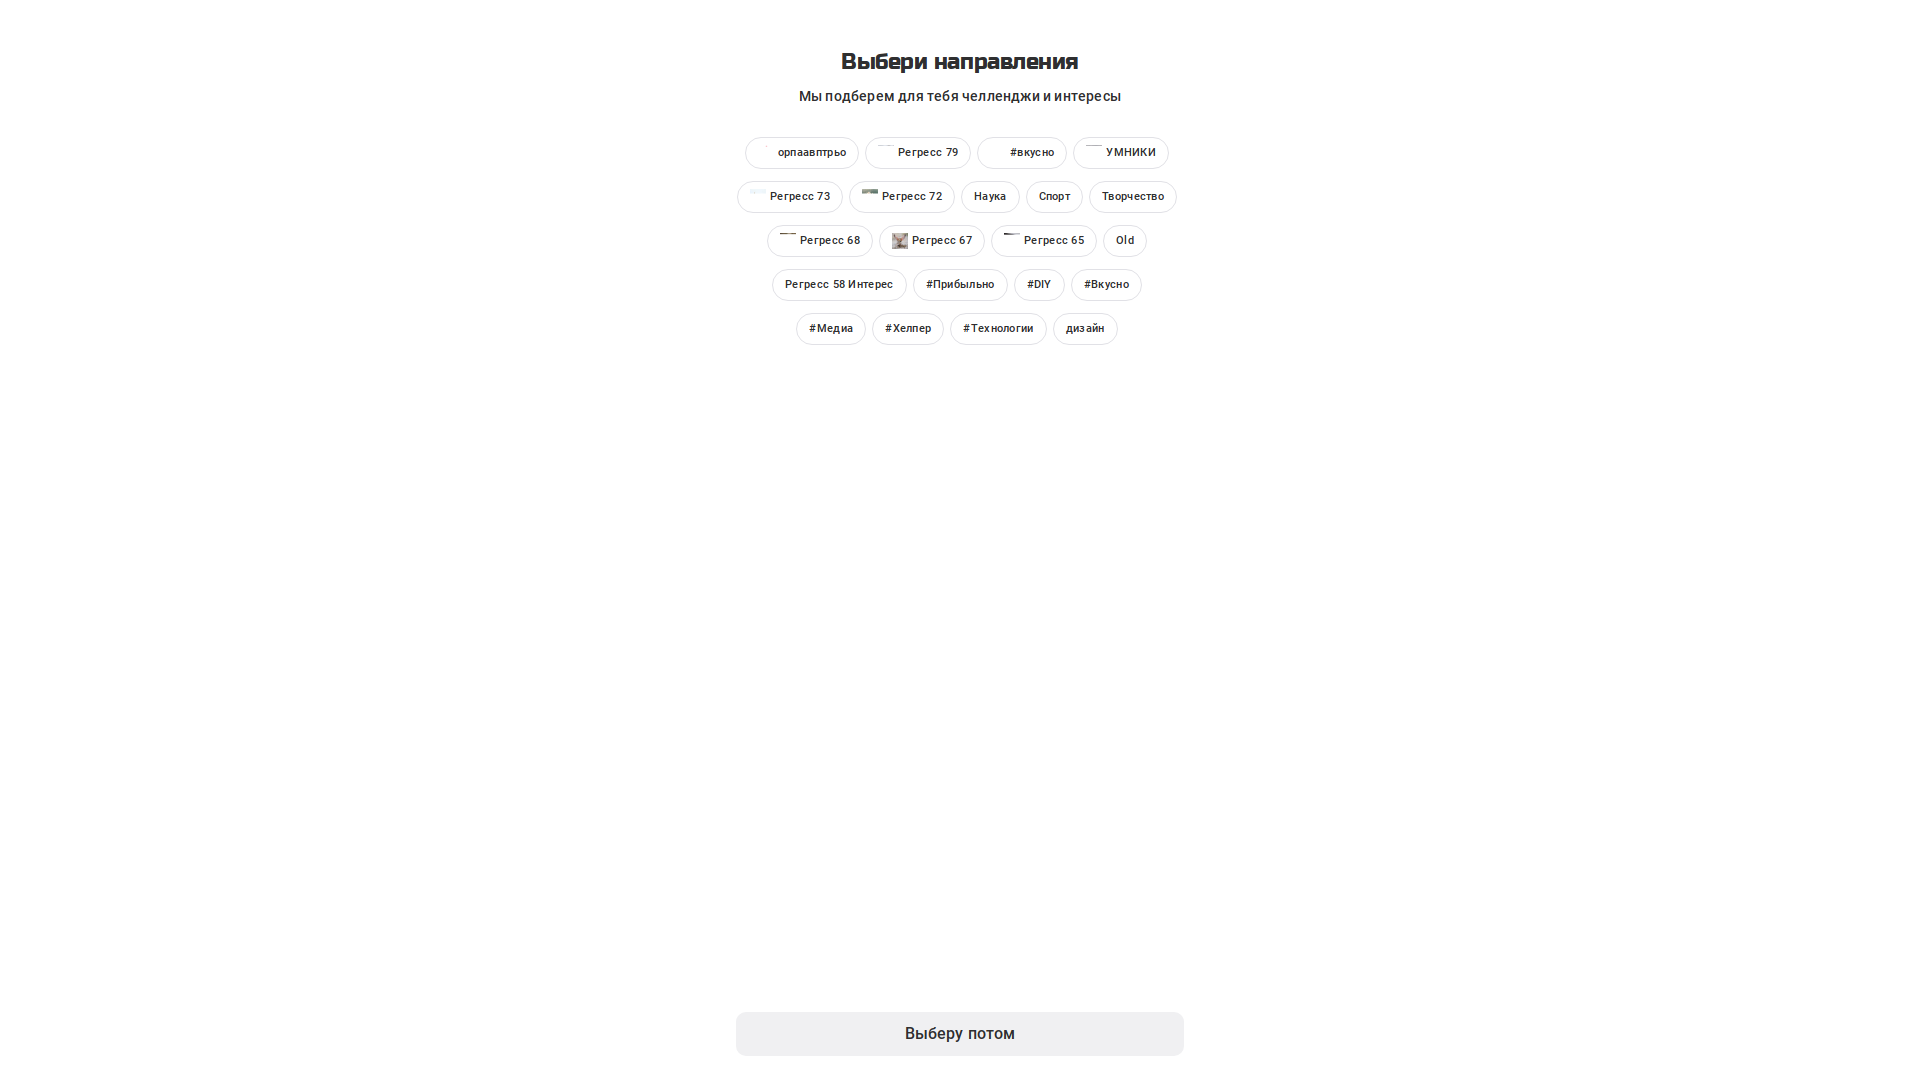 Выбери направления
Мы подберем для тебя челленджи и интересы
орпаавптрьо Регресс 79 #вкусно УМНИКИ
Регресс 73 Регресс 72 Наука Спорт Творчество
Регресс 68 Регресс 67 Регресс 65 Old
Регресс 58 Интерес #Прибыльно #DIY #Вкусно
#Медиа #Хелпер #Технологии дизайн
Выберу потом